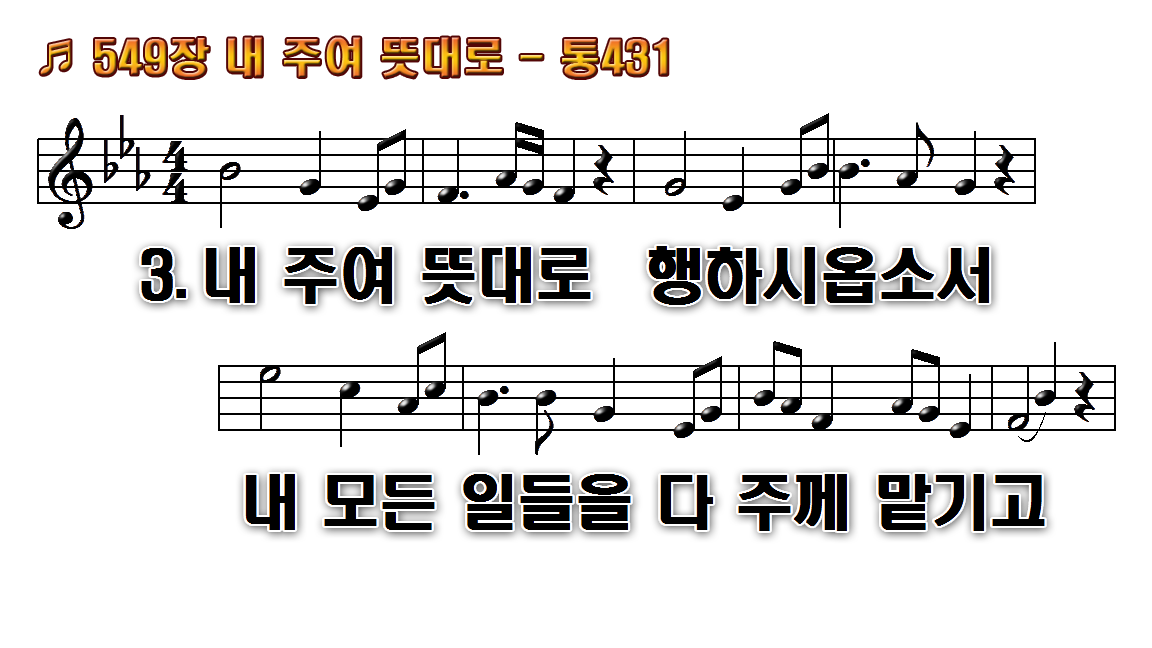 ♬ 549장 내 주여 뜻대로 - 통431
3. 내 주여 뜻대로 행하시옵소서
내 모든 일들을 다 주께 맡기고